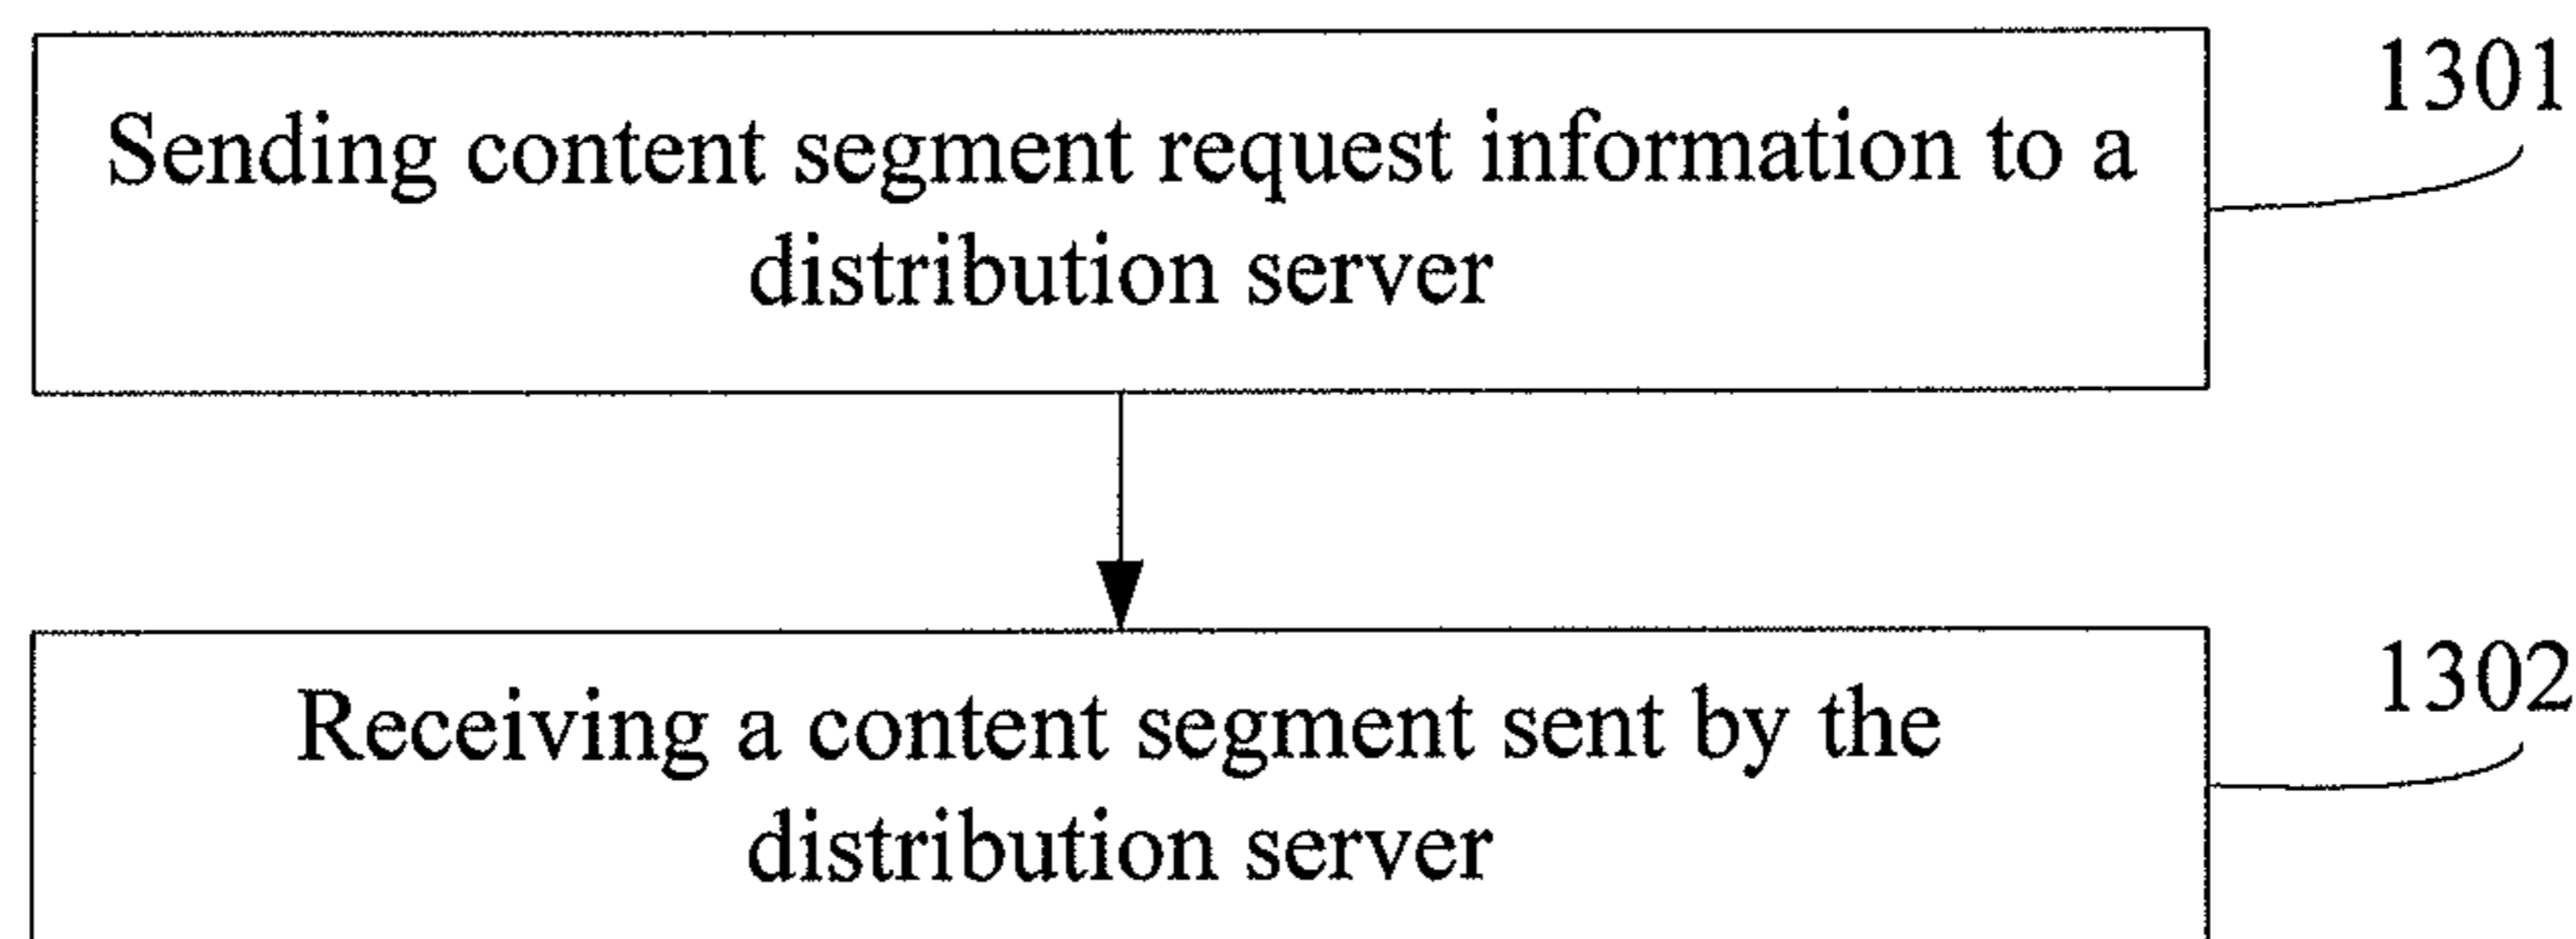 1301
Sending content segment request information to a
distribution server
1302
Receiving a content segment sent by the
distribution server